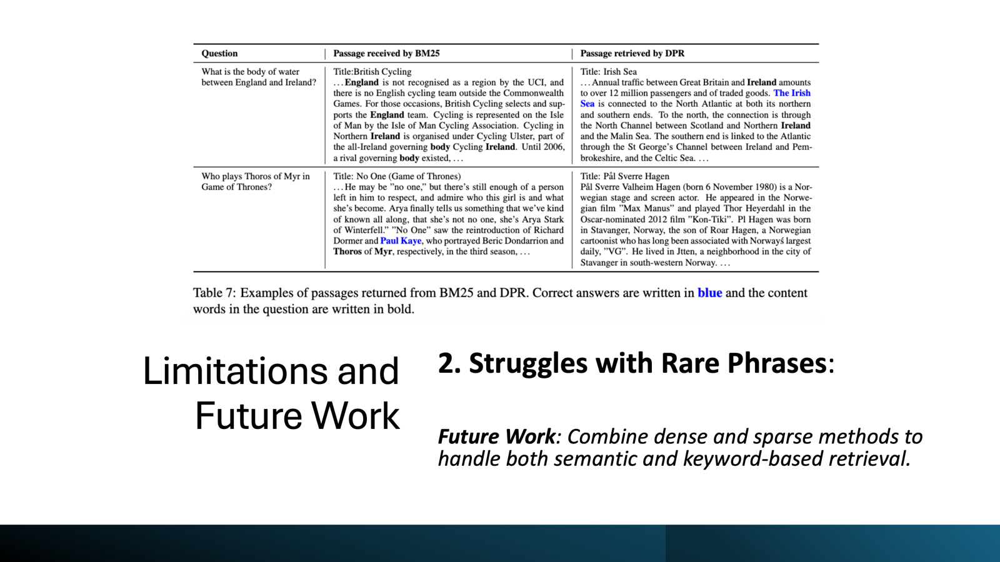 Question
Passage received by BM25
Passage retrieved by DPR
What is the body of water
between England and Ireland?
Title:British Cycling
...England is not recognised as a region by the UCI, and
there is no English cycling team outside the Commonwealth
Games. For those occasions, British Cycling selects and sup-
ports the England team. Cycling is represented on the Isle
of Man by the Isle of Man Cycling Association. Cycling in
Northern Ireland is organised under Cycling Ulster, part of
the all-Ireland governing body Cycling Ireland. Until 2006,
a rival governing body existed, ...
Title: Irish Sea
...Annual traffic between Great Britain and Ireland amounts
to over 12 million passengers and of traded goods. The Irish
Sea is connected to the North Atlantic at both its northern
and southern ends. To the north, the connection is through
the North Channel between Scotland and Northern Ireland
and the Malin Sea. The southern end is linked to the Atlantic
through the St George's Channel between Ireland and Pem-
brokeshire, and the Celtic Sea. ...
Who plays Thoros of Myr in
Game of Thrones?
Title: No One (Game of Thrones)
...He may be ”no one,” but there's still enough of a person
left in him to respect, and admire who this girl is and what
she's become. Arya finally tells us something that we've kind
of known all along, that she's not no one, she's Arya Stark
of Winterfell.” ”No One” saw the reintroduction of Richard
Dormer and Paul Kaye, who portrayed Beric Dondarrion and
Thoros of Myr, respectively, in the third season, ...
Title: Pål Sverre Hagen
Pål Sverre Valheim Hagen (born 6 November 1980) is a Nor-
wegian stage and screen actor. He appeared in the Norwe-
gian film ”Max Manus” and played Thor Heyerdahl in the
Oscar-nominated 2012 film ”Kon-Tiki”. Pl Hagen was born
in Stavanger, Norway, the son of Roar Hagen, a Norwegian
cartoonist who has long been associated with Norwayś largest
daily, ”VG”. He lived in Jtten, a neighborhood in the city of
Stavanger in south-western Norway. ...
Table 7: Examples of passages returned from BM25 and DPR. Correct answers are written in blue and the content
words in the question are written in bold.
Limitations and
Future Work
2. Struggles with Rare Phrases:
Future Work: Combine dense and sparse methods to
handle both semantic and keyword-based retrieval.